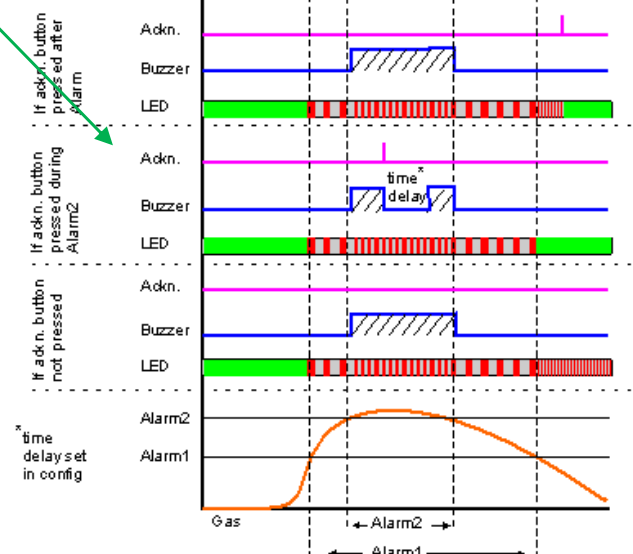 If ackn. button
pressed after
Alarm
Ackn.
Buzzer
LED
If ackn. button
pressed during
Alarm2
Ackn.
time*
delay
Buzzer
LED
If ackn. button
not pressed
Ackn.
Buzzer
LED
*time
delay set
in config
Alarm2
Alarm1
Gas
Alarm2
Alarm1